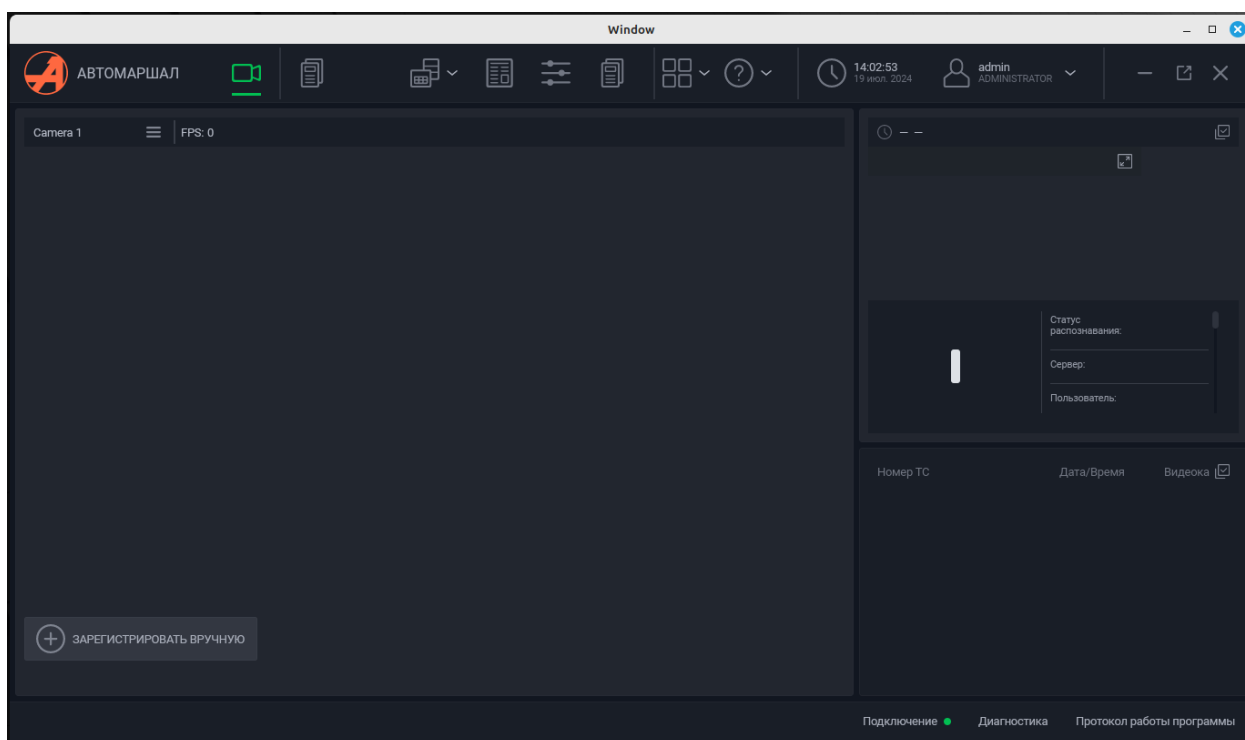 Window
АВТОМАРШАЛ
14:02:53
19 июл. 2024
admin
ADMINISTRATOR
Camera 1
FPS: 0
– –
Статус
распознавания:
Сервер:
Пользователь:
Номер ТС
Дата/Время
Видеока
ЗАРЕГИСТРИРОВАТЬ ВРУЧНУЮ
Подключение
Диагностика
Протокол работы программы